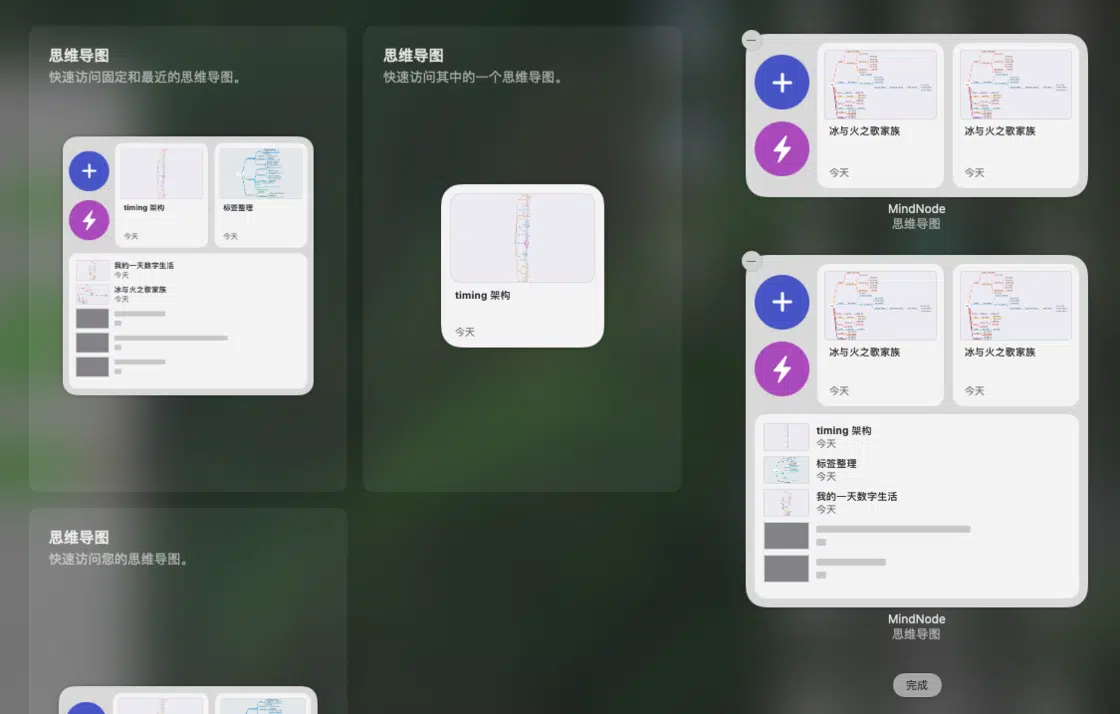 思维导图
快速访问固定和最近的思维导图。
timing 架构
今天
标签整理
今天
我的一天数字生活
今天
冰与火之歌家族
今天
思维导图
快速访问其中的一个思维导图。
timing 架构
今天
思维导图
快速访问您的思维导图。
冰与火之歌家族
今天
冰与火之歌家族
今天
MindNode
思维导图
冰与火之歌家族
今天
冰与火之歌家族
今天
timing 架构
今天
标签整理
今天
我的一天数字生活
今天
MindNode
思维导图
完成